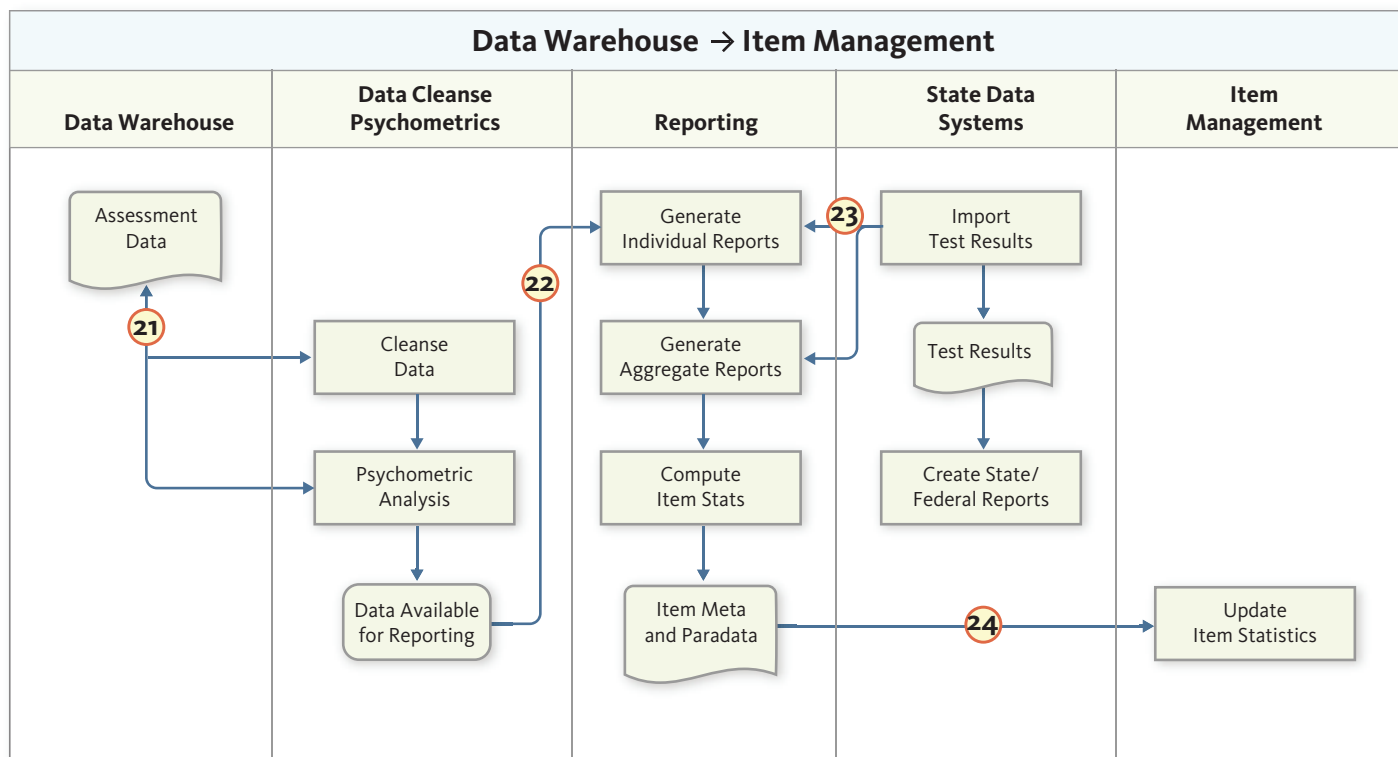 Data Warehouse → Item Management
Data Warehouse
Data Cleanse
Psychometrics
Reporting
State Data
Systems
Item
Management
Assessment
Data
21
Cleanse
Data
Psychometric
Analysis
Data Available
for Reporting
22
Generate
Individual Reports
Generate
Aggregate Reports
Compute
Item Stats
Item Meta
and Paradata
23
Import
Test Results
Test Results
Create State/
Federal Reports
24
Update
Item Statistics